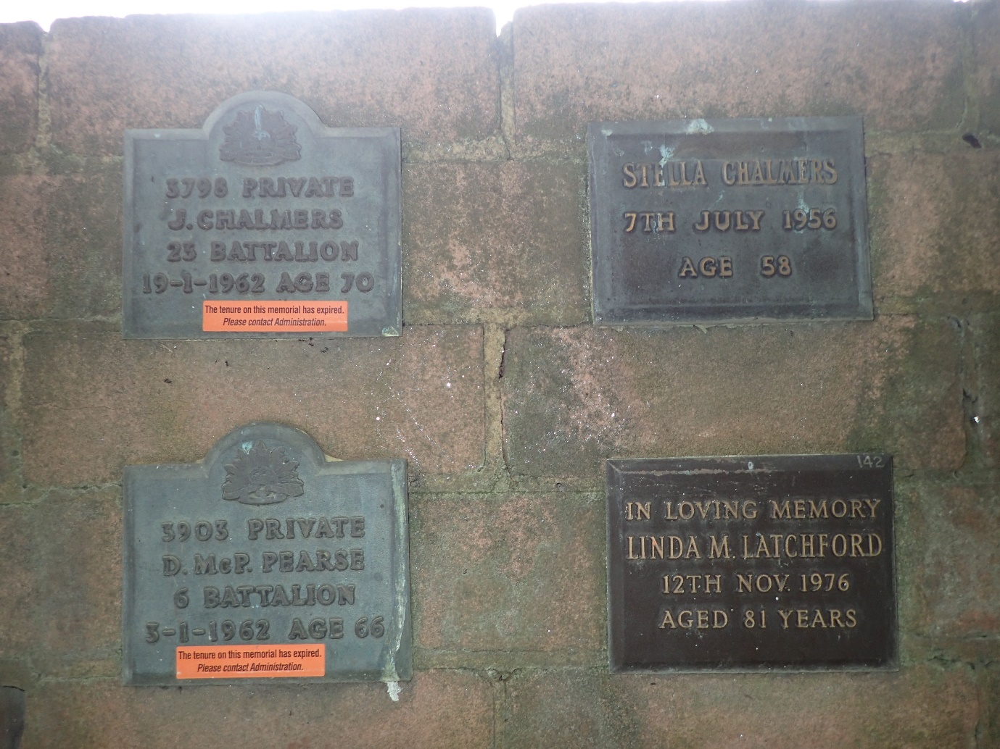 3798 PRIVATE
J. CHALMERS
25 BATTALION
19-1-1962 AGE 70
The tenure on this memorial has expired.
Please contact Administration.
STELLA CHALMERS
7TH JULY 1956
AGE 58
3903 PRIVATE
D. McP. PEARSE
6 BATTALION
3-1-1962 AGE 66
The tenure on this memorial has expired.
Please contact Administration.
142
IN LOVING MEMORY
LINDA M. LATCHFORD
12TH NOV. 1976
AGED 81 YEARS